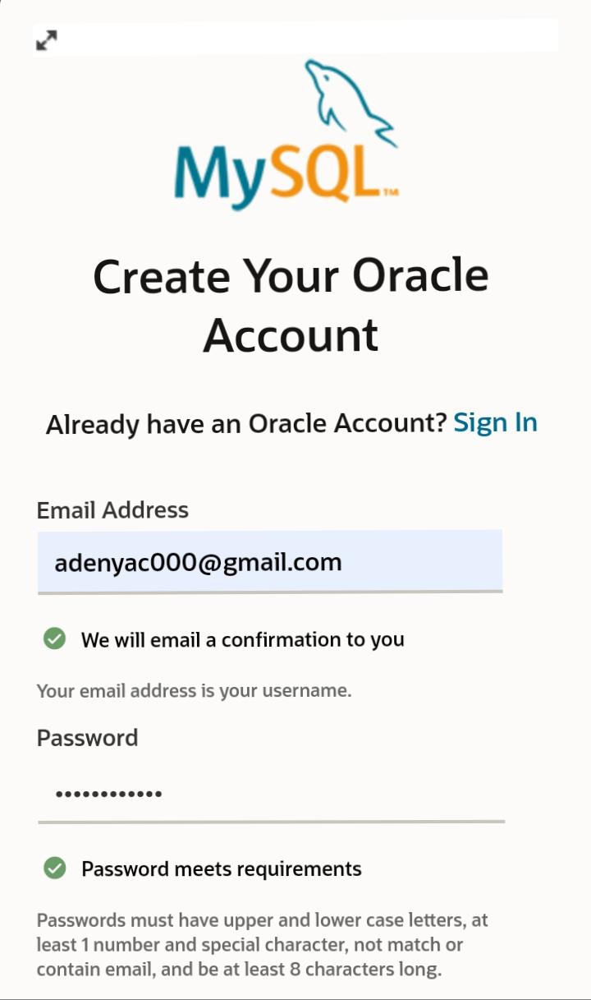 MySQL™
Create Your Oracle
Account
Already have an Oracle Account? Sign In
Email Address
adenyac000@gmail.com
We will email a confirmation to you
Your email address is your username.
Password
••••••••••••
Password meets requirements
Passwords must have upper and lower case letters, at
least 1 number and special character, not match or
contain email, and be at least 8 characters long.